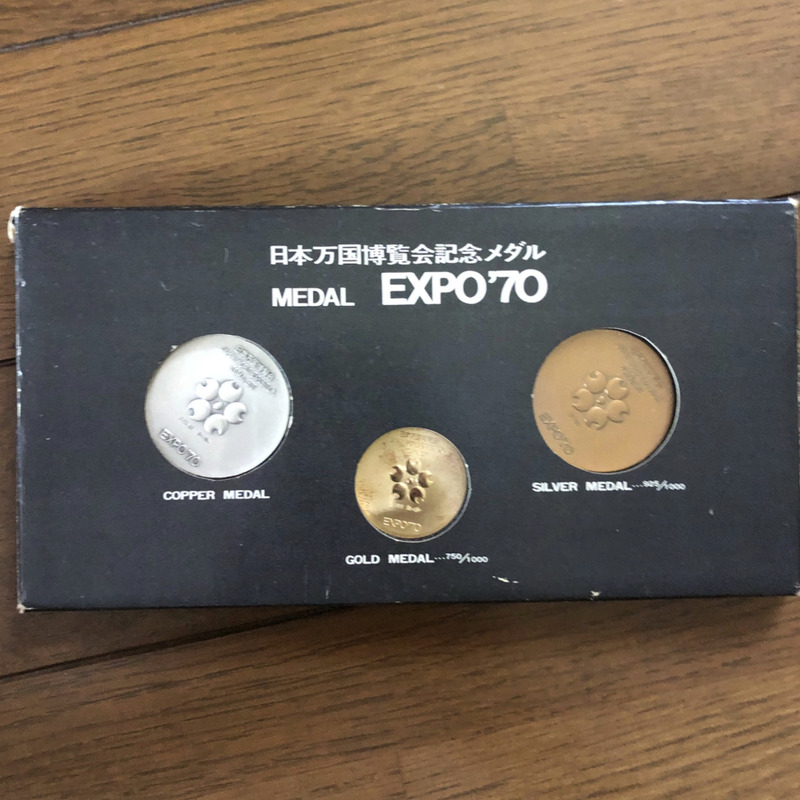 日本万国博覧会記念メダル
MEDAL EXPO'70
EXPO'70
EXPO'70
EXPO'70
COPPER MEDAL
SILVER MEDAL...925/1000
GOLD MEDAL...750/1000